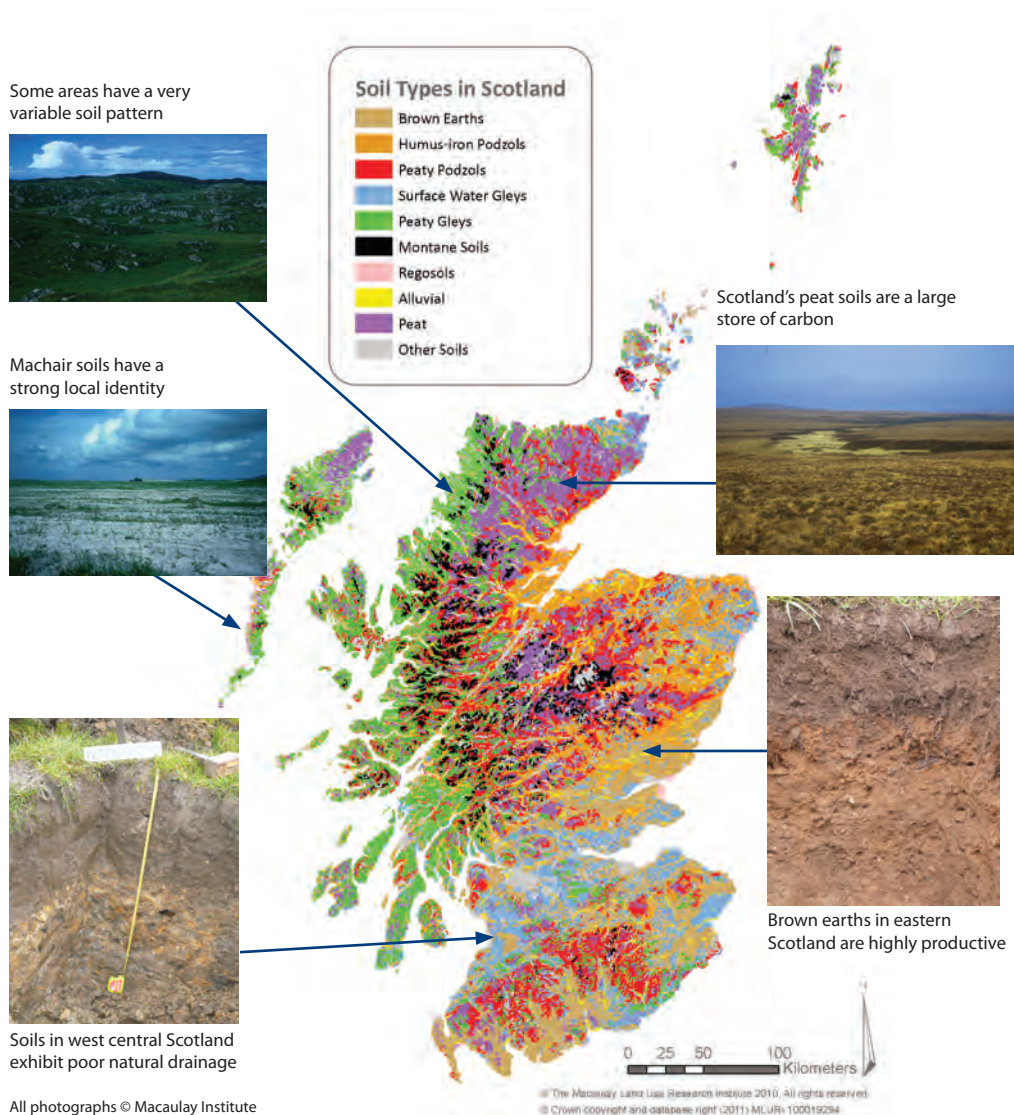 Some areas have a very
variable soil pattern
Soil Types in Scotland
Brown Earths
Humus-iron Podzols
Peaty Podzols
Surface Water Gleys
Peaty Gleys
Montane Soils
Regosols
Alluvial
Peat
Other Soils
Scotland's peat soils are a large
store of carbon
Machair soils have a
strong local identity
Brown earths in eastern
Scotland are highly productive
Soils in west central Scotland
exhibit poor natural drainage
0 25 50 100
Kilometers
© The Macaulay Land Use Research Institute 2010. All rights reserved.
© Crown copyright and database right (2011) MLURI 100019294
All photographs © Macaulay Institute